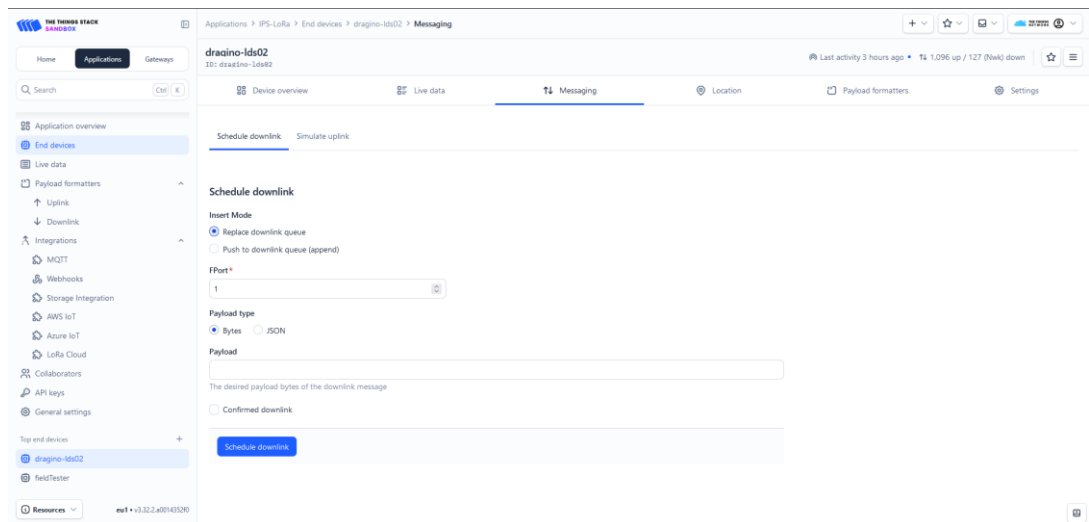 THE THINGS STACK
SANDBOX
Applications > IPS-LoRa > End devices > dragino-lds02 > Messaging
THE THINGS
NETWORK
Home
Applications
Gateways
dragino-lds02
ID: dragino-lds02
Last activity 3 hours ago • 1,096 up / 127 (Nwk) down
Search
Ctrl K
Device overview
Live data
Messaging
Location
Payload formatters
Settings
Application overview
End devices
Live data
Payload formatters
Uplink
Downlink
Integrations
MQTT
Webhooks
Storage Integration
AWS IoT
Azure IoT
LoRa Cloud
Collaborators
API keys
General settings
Top end devices
dragino-lds02
fieldTester
Resources
eu1 • v3.32.2.a0014352f0
Schedule downlink
Simulate uplink
Schedule downlink
Insert Mode
Replace downlink queue
Push to downlink queue (append)
FPort*
1
Payload type
Bytes
JSON
Payload
The desired payload bytes of the downlink message
Confirmed downlink
Schedule downlink